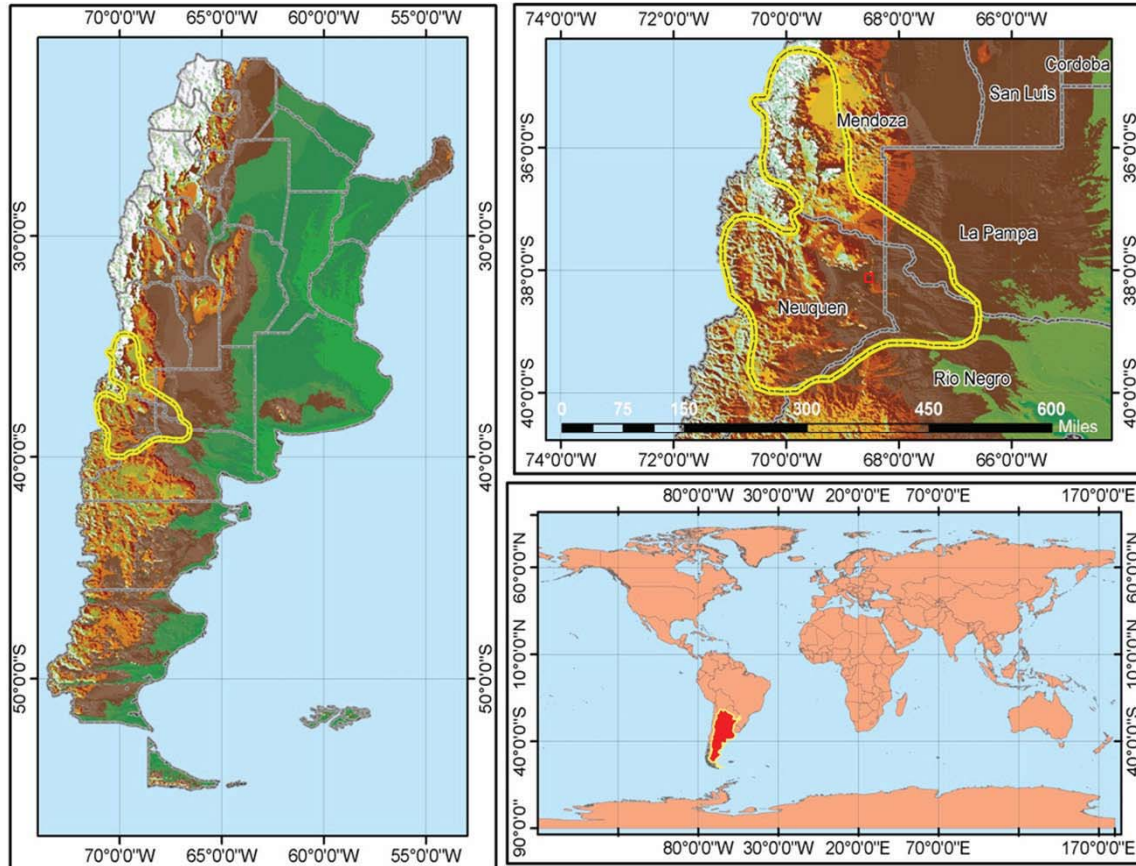 70°0'0"W 65°0'0"W 60°0'0"W 55°0'0"W
30°0'0"S 30°0'0"S
40°0'0"S 40°0'0"S
50°0'0"S 50°0'0"S
70°0'0"W 65°0'0"W 60°0'0"W 55°0'0"W
74°0'0"W 72°0'0"W 70°0'0"W 68°0'0"W 66°0'0"W
Cordoba
San Luis
Mendoza
36°0'0"S 36°0'0"S
La Pampa
38°0'0"S 38°0'0"S
Neuquen
Rio Negro
40°0'0"S 40°0'0"S
0 75 150 300 450 600
Miles
74°0'0"W 72°0'0"W 70°0'0"W 68°0'0"W 66°0'0"W
80°0'0"W 30°0'0"W 20°0'0"E 70°0'0"E 170°0'0"E
60°0'0"N 60°0'0"N
10°0'0"N 10°0'0"N
40°0'0"S 40°0'0"S
90°0'0" 90°0'0"
80°0'0"W 30°0'0"W 20°0'0"E 70°0'0"E 170°0'0"E